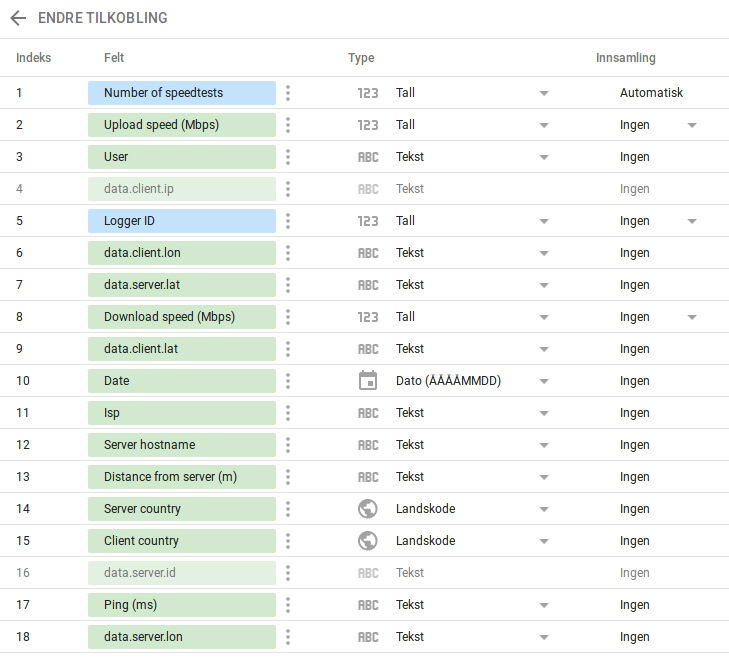 ENDRE TILKOBLING
Indeks Felt Type Innsamling
1 Number of speedtests 123 Tall Automatisk
2 Upload speed (Mbps) 123 Tall Ingen
3 User ABC Tekst Ingen
4 data.client.ip ABC Tekst Ingen
5 Logger ID 123 Tall Ingen
6 data.client.lon ABC Tekst Ingen
7 data.server.lat ABC Tekst Ingen
8 Download speed (Mbps) 123 Tall Ingen
9 data.client.lat ABC Tekst Ingen
10 Date Dato (ÅÅÅÅMMDD) Ingen
11 Isp ABC Tekst Ingen
12 Server hostname ABC Tekst Ingen
13 Distance from server (m) ABC Tekst Ingen
14 Server country Landskode Ingen
15 Client country Landskode Ingen
16 data.server.id ABC Tekst Ingen
17 Ping (ms) ABC Tekst Ingen
18 data.server.lon ABC Tekst Ingen